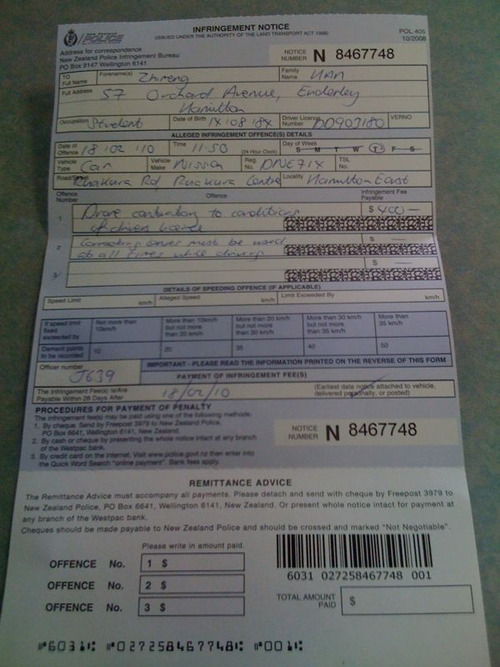 INFRINGEMENT NOTICE
(ISSUED UNDER THE AUTHORITY OF THE LAND TRANSPORT ACT 1998)
POL 405
10/2008
POLICE
Address for correspondence
New Zealand Police Infringement Bureau
PO Box 9147 Wellington 6141
NOTICE NUMBER N 8467748
TO Full Name Forename(s) Family Name
Full Address 57 Orchard Avenue, Enderley
Hamilton
Occupation Student Date of Birth 14 08 84 Driver Licence Number VERNO
ALLEGED INFRINGEMENT OFFENCE(S) DETAILS
Date of Offence 18 02 10 Time 11:50 (24 Hour Clock) Day of Week S M T W T F S
Vehicle Type Car Vehicle Make Nissan Reg. No. DNE71X TSL No.
Road/Street Ruakura Rd Ruakura Centre Locality Hamilton East
Offence Number Offence Infringement Fee Payable
1 Drove contrary to conditions of driver licence $ 400 —
2 Correcting lenses must be worn at all times while driving $ —
3 $
DETAILS OF SPEEDING OFFENCE (IF APPLICABLE)
Speed Limit km/h Alleged Speed km/h Limit Exceeded By km/h
If speed limit exceeded by Not more than 10km/h More than 10km/h but not more than 20 km/h More than 20 km/h but not more than 30 km/h More than 30 km/h but not more than 35 km/h More than 35 km/h
Demerit points to be recorded 10 20 35 40 50
Officer number J639
IMPORTANT - PLEASE READ THE INFORMATION PRINTED ON THE REVERSE OF THIS FORM
PAYMENT OF INFRINGEMENT FEE(S)
The Infringement Fee(s) is/are Payable Within 28 Days After 18/02/10 (Earliest date notice attached to vehicle, delivered personally, or posted)
PROCEDURES FOR PAYMENT OF PENALTY
The infringement fee(s) may be paid using one of the following methods:
1. By cheque. Send by Freepost 3979 to New Zealand Police, PO Box 6641, Wellington 6141, New Zealand.
2. By cash or cheque by presenting the whole notice intact at any branch of the Westpac bank.
3. By credit card on the Internet. Visit www.police.govt.nz then enter into the Quick Word Search "online payment". Bank fees apply.
NOTICE NUMBER N 8467748
REMITTANCE ADVICE
The Remittance Advice must accompany all payments. Please detach and send with cheque by Freepost 3979 to
New Zealand Police, PO Box 6641, Wellington 6141, New Zealand. Or present whole notice intact for payment at
any branch of the Westpac bank.
Cheques should be made payable to New Zealand Police and should be crossed and marked "Not Negotiable".
Please write in amount paid.
OFFENCE No. 1 $
OFFENCE No. 2 $
OFFENCE No. 3 $
6031 027258467748 001
TOTAL AMOUNT PAID $
6031 027258467748 001